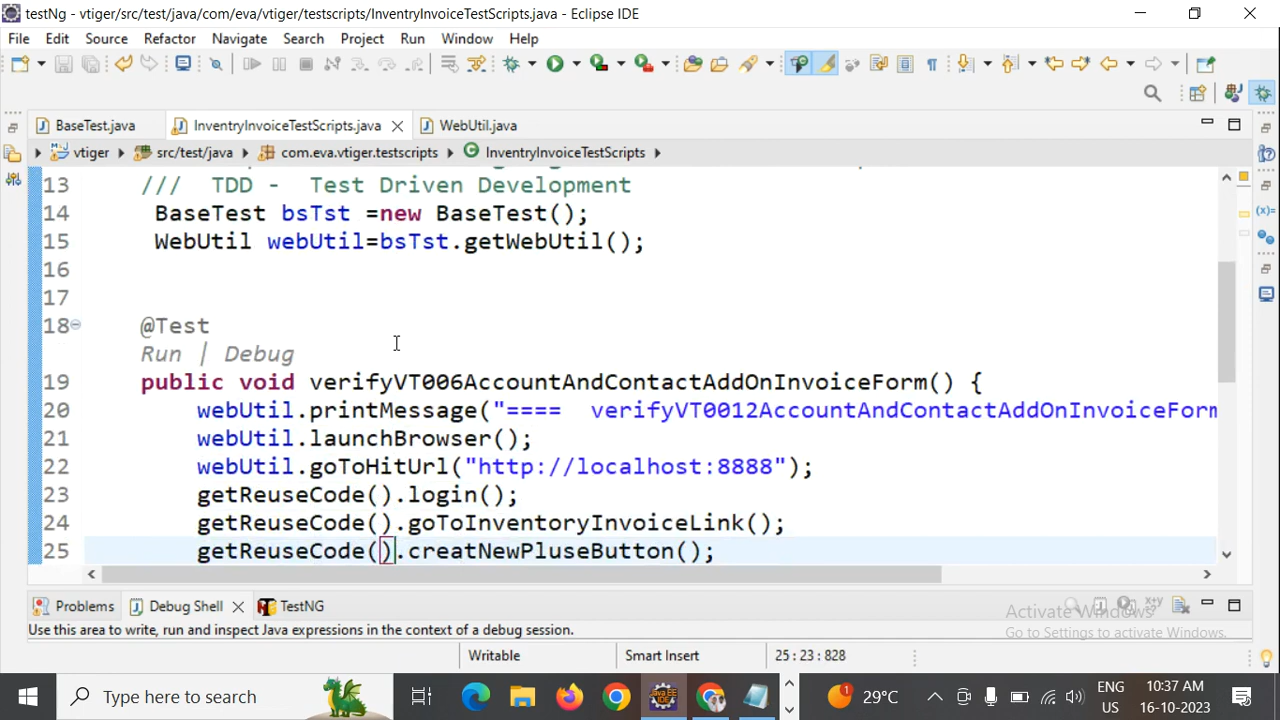 testNg - vtiger/src/test/java/com/eva/vtiger/testscripts/InventryInvoiceTestScripts.java - Eclipse IDE
File Edit Source Refactor Navigate Search Project Run Window Help
BaseTest.java InventryInvoiceTestScripts.java WebUtil.java
vtiger src/test/java com.eva.vtiger.testscripts InventryInvoiceTestScripts
13 /// TDD - Test Driven Development
14 BaseTest bsTst =new BaseTest();
15 WebUtil webUtil=bsTst.getWebUtil();
16
17
18 @Test
Run | Debug
19 public void verifyVT006AccountAndContactAddOnInvoiceForm() {
20 webUtil.printMessage("==== verifyVT0012AccountAndContactAddOnInvoiceForm
21 webUtil.launchBrowser();
22 webUtil.goToHitUrl("http://localhost:8888");
23 getReuseCode().login();
24 getReuseCode().goToInventoryInvoiceLink();
25 getReuseCode().creatNewPluseButton();
Problems Debug Shell TestNG
Activate Windows
Use this area to write, run and inspect Java expressions in the context of a debug session.
Go to Settings to activate Windows.
Writable Smart Insert 25 : 23 : 828
Type here to search 1 29°C ENG US 10:37 AM 16-10-2023